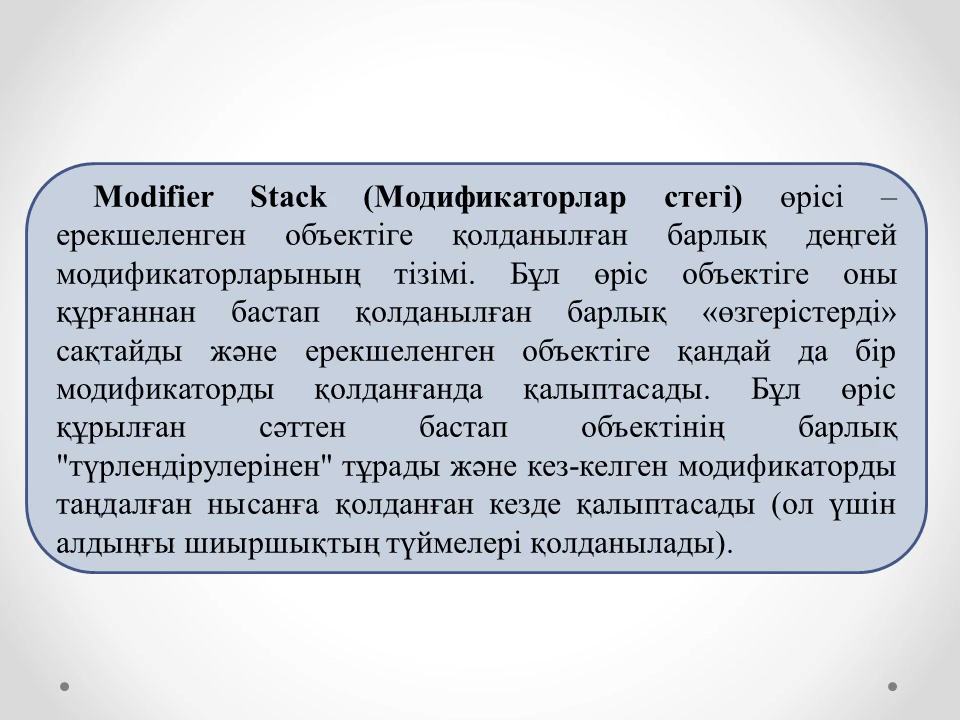 Modifier Stack (Модификаторлар стегі) өрісі –
ерекшеленген объектіге қолданылған барлық деңгей
модификаторларының тізімі. Бұл өріс объектіге оны
құрғаннан бастап қолданылған барлық «өзгерістерді»
сақтайды және ерекшеленген объектіге қандай да бір
модификаторды қолданғанда қалыптасады. Бұл өріс
құрылған сәттен бастап объектінің барлық
"түрлендірулерінен" тұрады және кез-келген модификаторды
таңдалған нысанға қолданған кезде қалыптасады (ол үшін
алдыңғы шиыршықтың түймелері қолданылады).